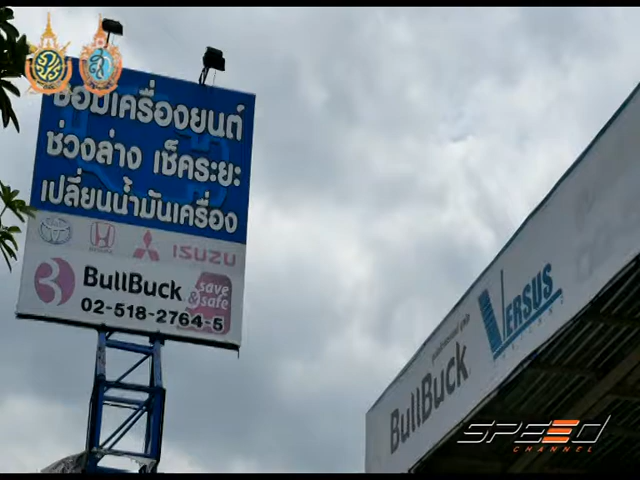 ซ่อมเครื่องยนต์
ช่วงล่าง เช็คระยะ
เปลี่ยนน้ำมันเครื่อง
ISUZU
BullBuck
save
& safe
02-518-2764-5
VERSUS
BullBuck
SPEED
CHANNEL